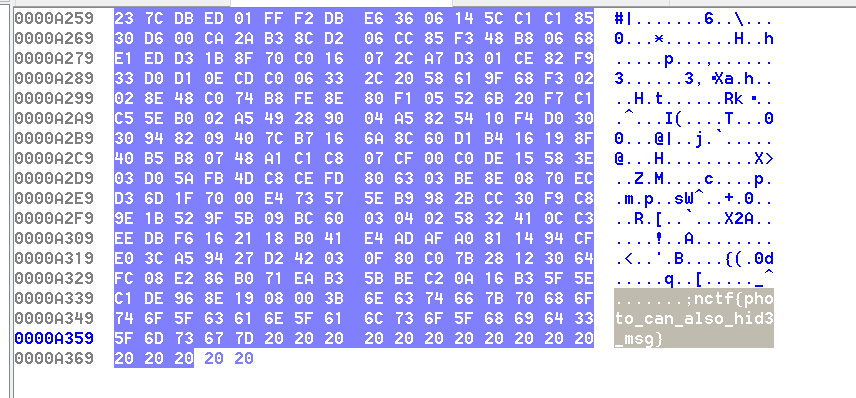 0000A259 23 7C DB ED 01 FF F2 DB E6 36 06 14 5C C1 C1 85 #|.......6..\...
0000A269 30 D6 00 CA 2A B3 8C D2 06 CC 85 F3 48 B8 06 68 0...*.......H..h
0000A279 E1 ED D3 1B 8F 70 C0 16 07 2C A7 D3 01 CE 82 F9 .....p...,......
0000A289 33 D0 D1 0E CD C0 06 33 2C 20 58 61 9F 68 F3 02 3......3, Xa.h..
0000A299 02 8E 48 C0 74 B8 FE 8E 80 F1 05 52 6B 20 F7 C1 ..H.t......Rk ..
0000A2A9 C5 5E B0 02 A5 49 28 90 04 A5 82 54 10 F4 D0 30 .^...I(....T...0
0000A2B9 30 94 82 09 40 7C B7 16 6A 8C 60 D1 B4 16 19 8F 0...@|..j.`.....
0000A2C9 40 B5 B8 07 48 A1 C1 C8 07 CF 00 C0 DE 15 58 3E @...H.........X>
0000A2D9 03 D0 5A FB 4D C8 CE FD 80 63 03 BE 8E 08 70 EC ..Z.M....c....p.
0000A2E9 D3 6D 1F 70 00 E4 73 57 5E B9 98 2B CC 30 F9 C8 .m.p..sW^..+.0..
0000A2F9 9E 1B 52 9F 5B 09 BC 60 03 04 02 58 32 41 0C C3 ..R.[..`...X2A..
0000A309 EE DB F6 16 21 18 B0 41 E4 AD AF A0 81 14 94 CF ....!..A........
0000A319 E0 3C A5 94 27 D2 42 03 0F 80 C0 7B 28 12 30 64 .<..'.B....{(.0d
0000A329 FC 08 E2 86 B0 71 EA B3 5B BE C2 0A 16 B3 5F 5E .....q..[....._^
0000A339 C1 DE 96 8E 19 08 00 3B 6E 63 74 66 7B 70 68 6F .......;nctf{pho
0000A349 74 6F 5F 63 61 6E 5F 61 6C 73 6F 5F 68 69 64 33 to_can_also_hid3
0000A359 5F 6D 73 67 7D 20 20 20 20 20 20 20 20 20 20 20 _msg}
0000A369 20 20 20 20 20